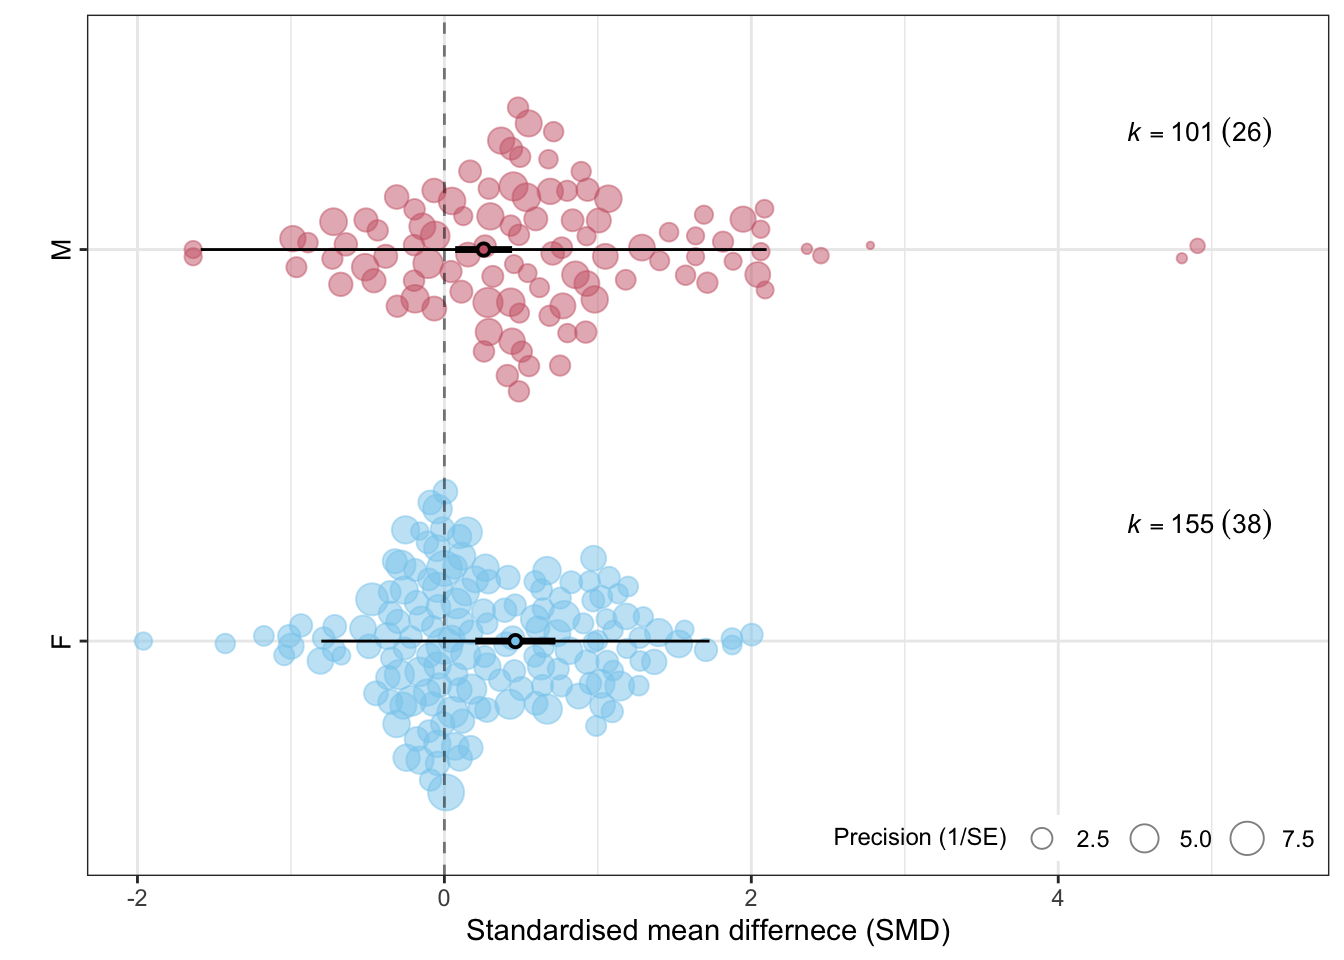 M
k = 101 (26)
F
k = 155 (38)
Precision (1/SE) 2.5 5.0 7.5
-2 0 2 4
Standardised mean differnece (SMD)